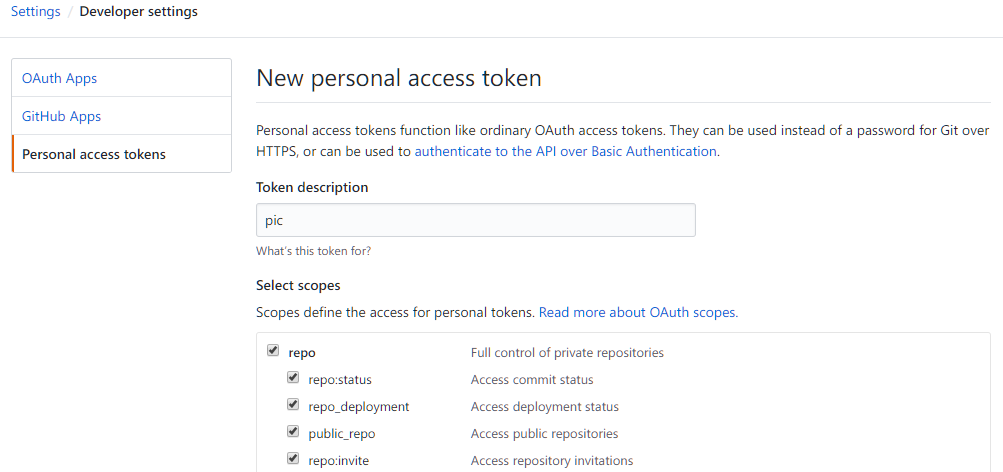 Settings / Developer settings
OAuth Apps
GitHub Apps
Personal access tokens
New personal access token
Personal access tokens function like ordinary OAuth access tokens. They can be used instead of a password for Git over
HTTPS, or can be used to authenticate to the API over Basic Authentication.
Token description
pic
What's this token for?
Select scopes
Scopes define the access for personal tokens. Read more about OAuth scopes.
repo Full control of private repositories
repo:status Access commit status
repo_deployment Access deployment status
public_repo Access public repositories
repo:invite Access repository invitations